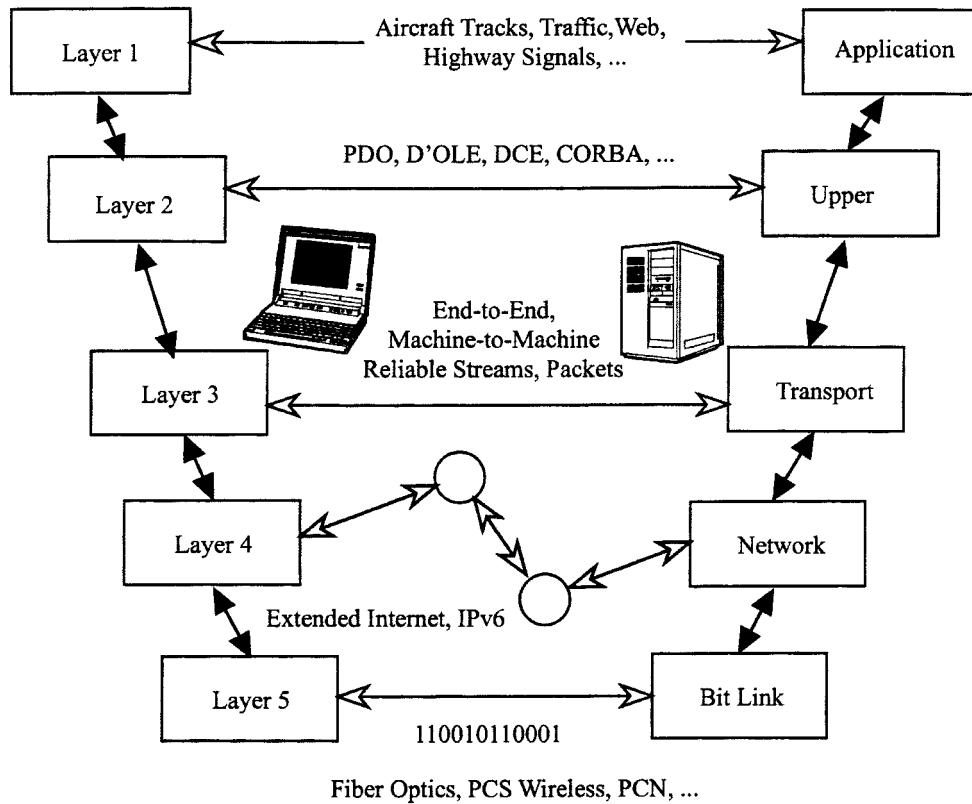 Layer 1
Aircraft Tracks, Traffic,Web,
Highway Signals, ...
Application
PDO, D'OLE, DCE, CORBA, ...
Layer 2
Upper
End-to-End,
Machine-to-Machine
Reliable Streams, Packets
Layer 3
Transport
Layer 4
Network
Extended Internet, IPv6
Layer 5
Bit Link
110010110001
Fiber Optics, PCS Wireless, PCN, ...